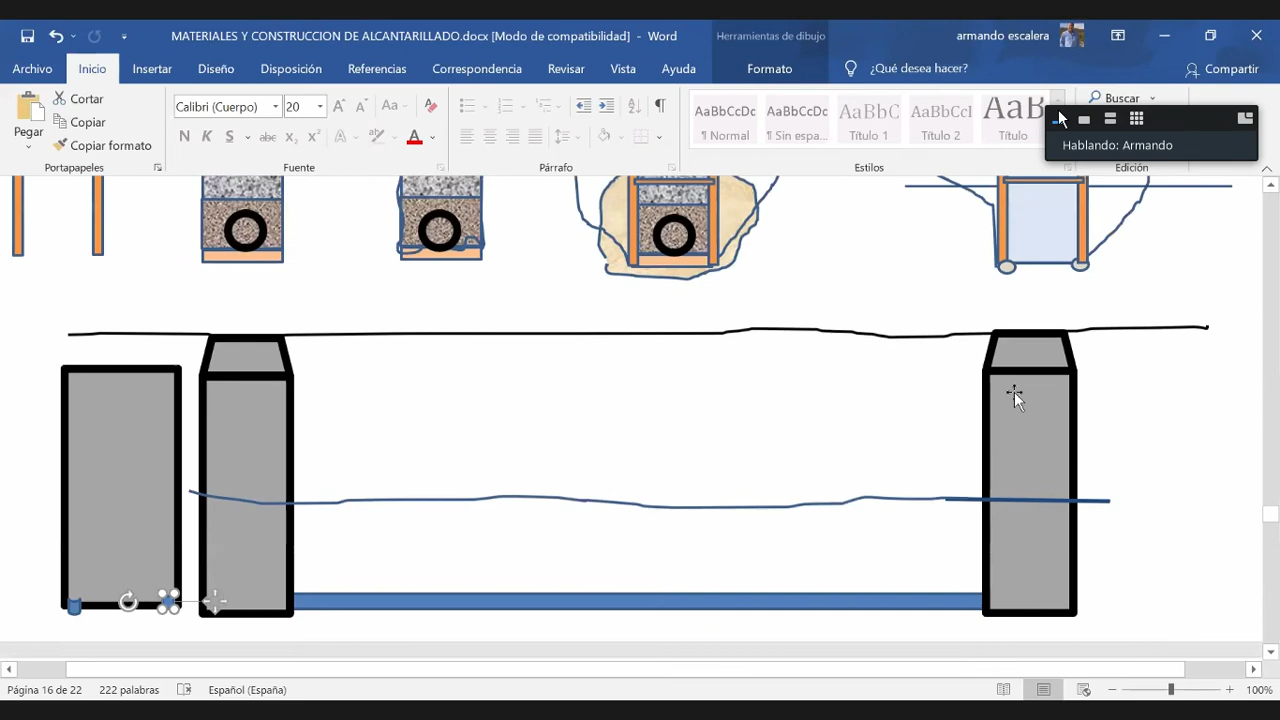 MATERIALES Y CONSTRUCCION DE ALCANTARILLADO.docx [Modo de compatibilidad] - Word
Herramientas de dibujo
armando escalera
Archivo Inicio Insertar Diseño Disposición Referencias Correspondencia Revisar Vista Ayuda Formato ¿Qué desea hacer? Compartir
Pegar
Cortar
Copiar
Copiar formato
Portapapeles
Calibri (Cuerpo) 20
N K S abc x₂ x²
Fuente
Párrafo
AaBbCcDc AaBbCcDc AaBbC AaBbCcI AaB
¶ Normal ¶ Sin espa... Título 1 Título 2 Título
Estilos
Buscar
Edición
Hablando: Armando
Página 16 de 22 222 palabras Español (España) 100%